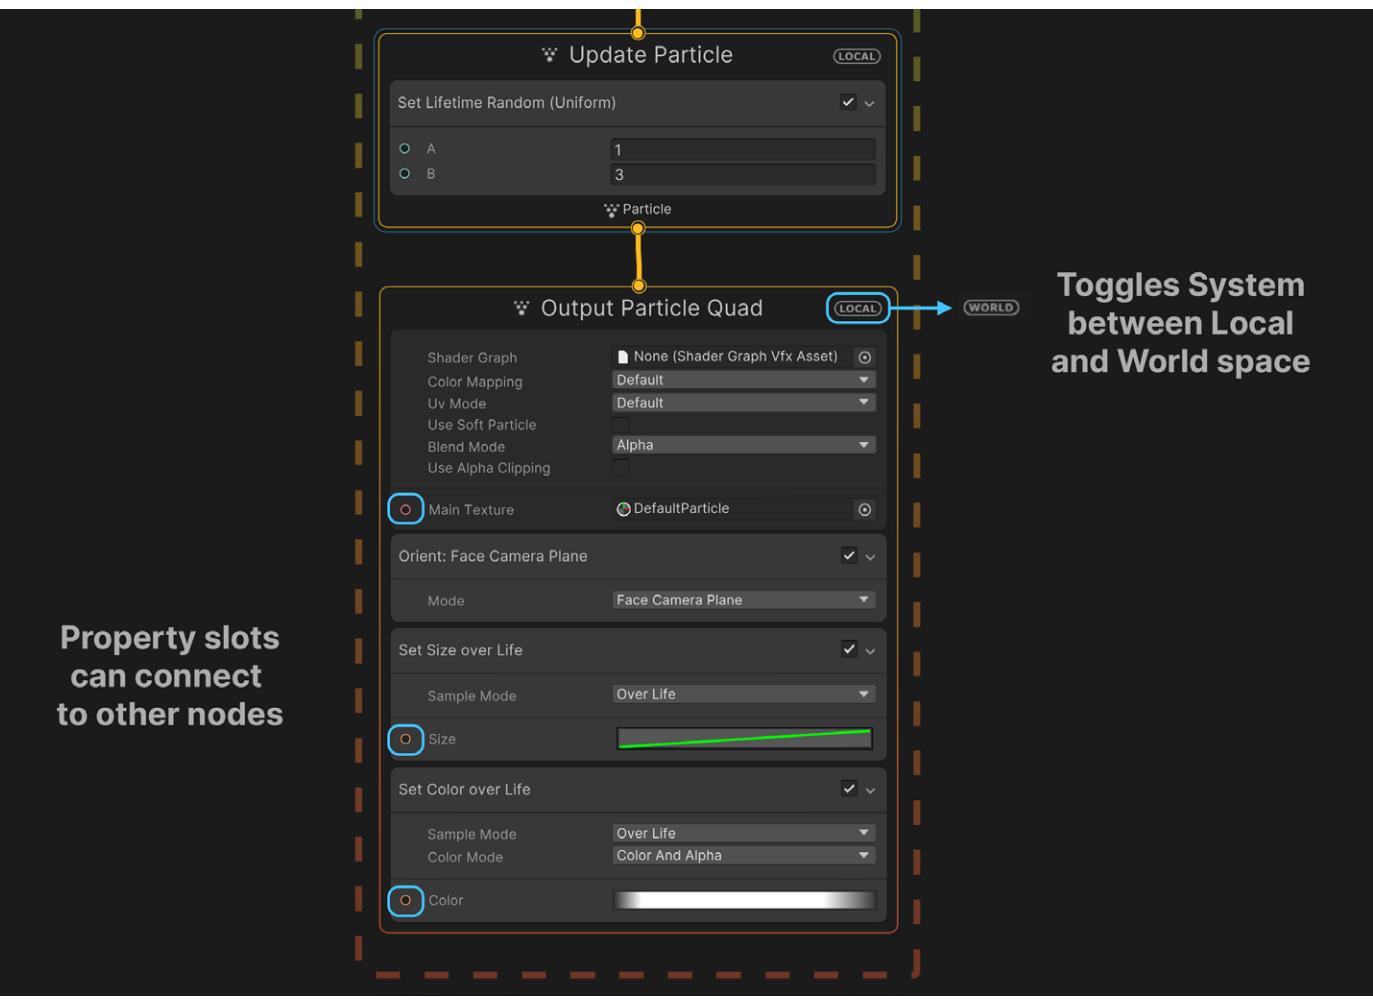 Update Particle
LOCAL
Set Lifetime Random (Uniform)
A
1
B
3
Particle
Output Particle Quad
LOCAL
WORLD
Toggles System
between Local
and World space
Shader Graph
None (Shader Graph Vfx Asset)
Color Mapping
Default
Uv Mode
Default
Use Soft Particle
Blend Mode
Alpha
Use Alpha Clipping
Main Texture
DefaultParticle
Orient: Face Camera Plane
Mode
Face Camera Plane
Property slots
can connect
to other nodes
Set Size over Life
Sample Mode
Over Life
Size
Set Color over Life
Sample Mode
Over Life
Color Mode
Color And Alpha
Color